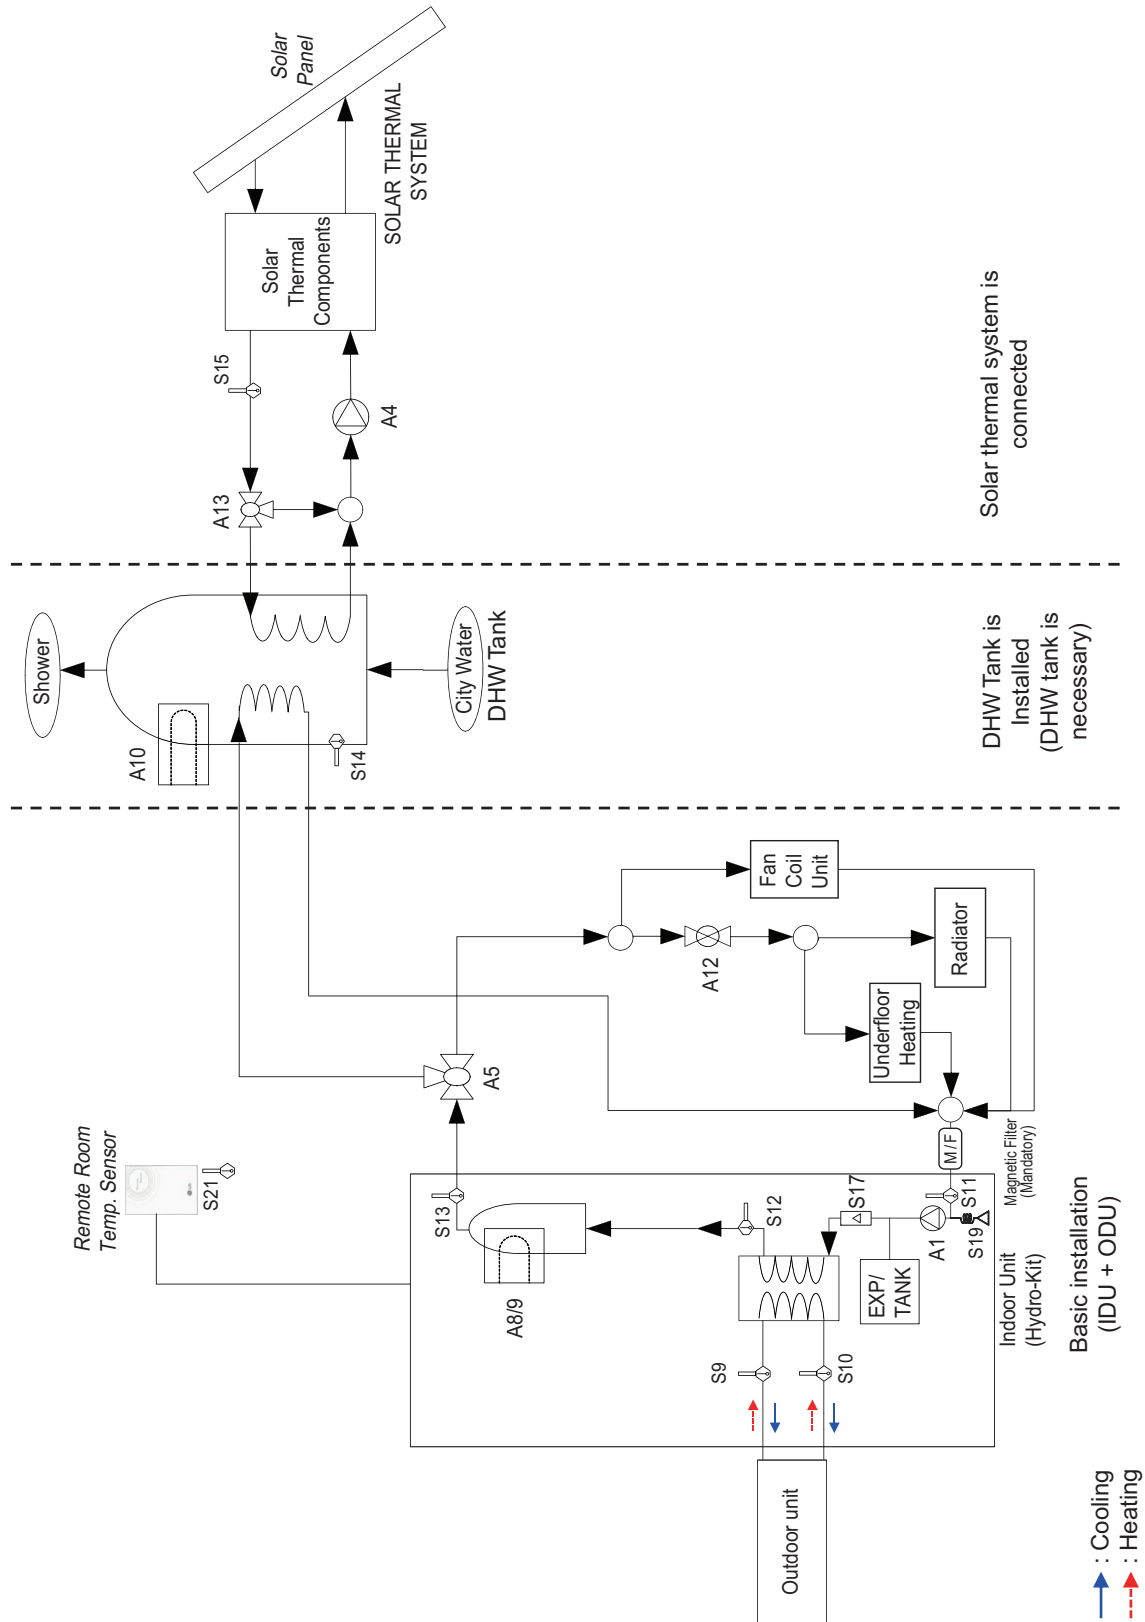 Solar
Panel
SOLAR THERMAL
SYSTEM
Solar
Thermal
Components
S15
A4
A13
Solar thermal system is
connected
Shower
A10
S14
City Water
DHW Tank
DHW Tank is
Installed
(DHW tank is
necessary)
Fan
Coil
Unit
A12
Radiator
Underfloor
Heating
A5
Remote Room
Temp. Sensor
S21
S13
A8/9
S12
S17
M/F
Magnetic Filter
(Mandatory)
S11
A1
S19
EXP/
TANK
S9
S10
Indoor Unit
(Hydro-Kit)
Basic installation
(IDU + ODU)
Outdoor unit
: Cooling
: Heating